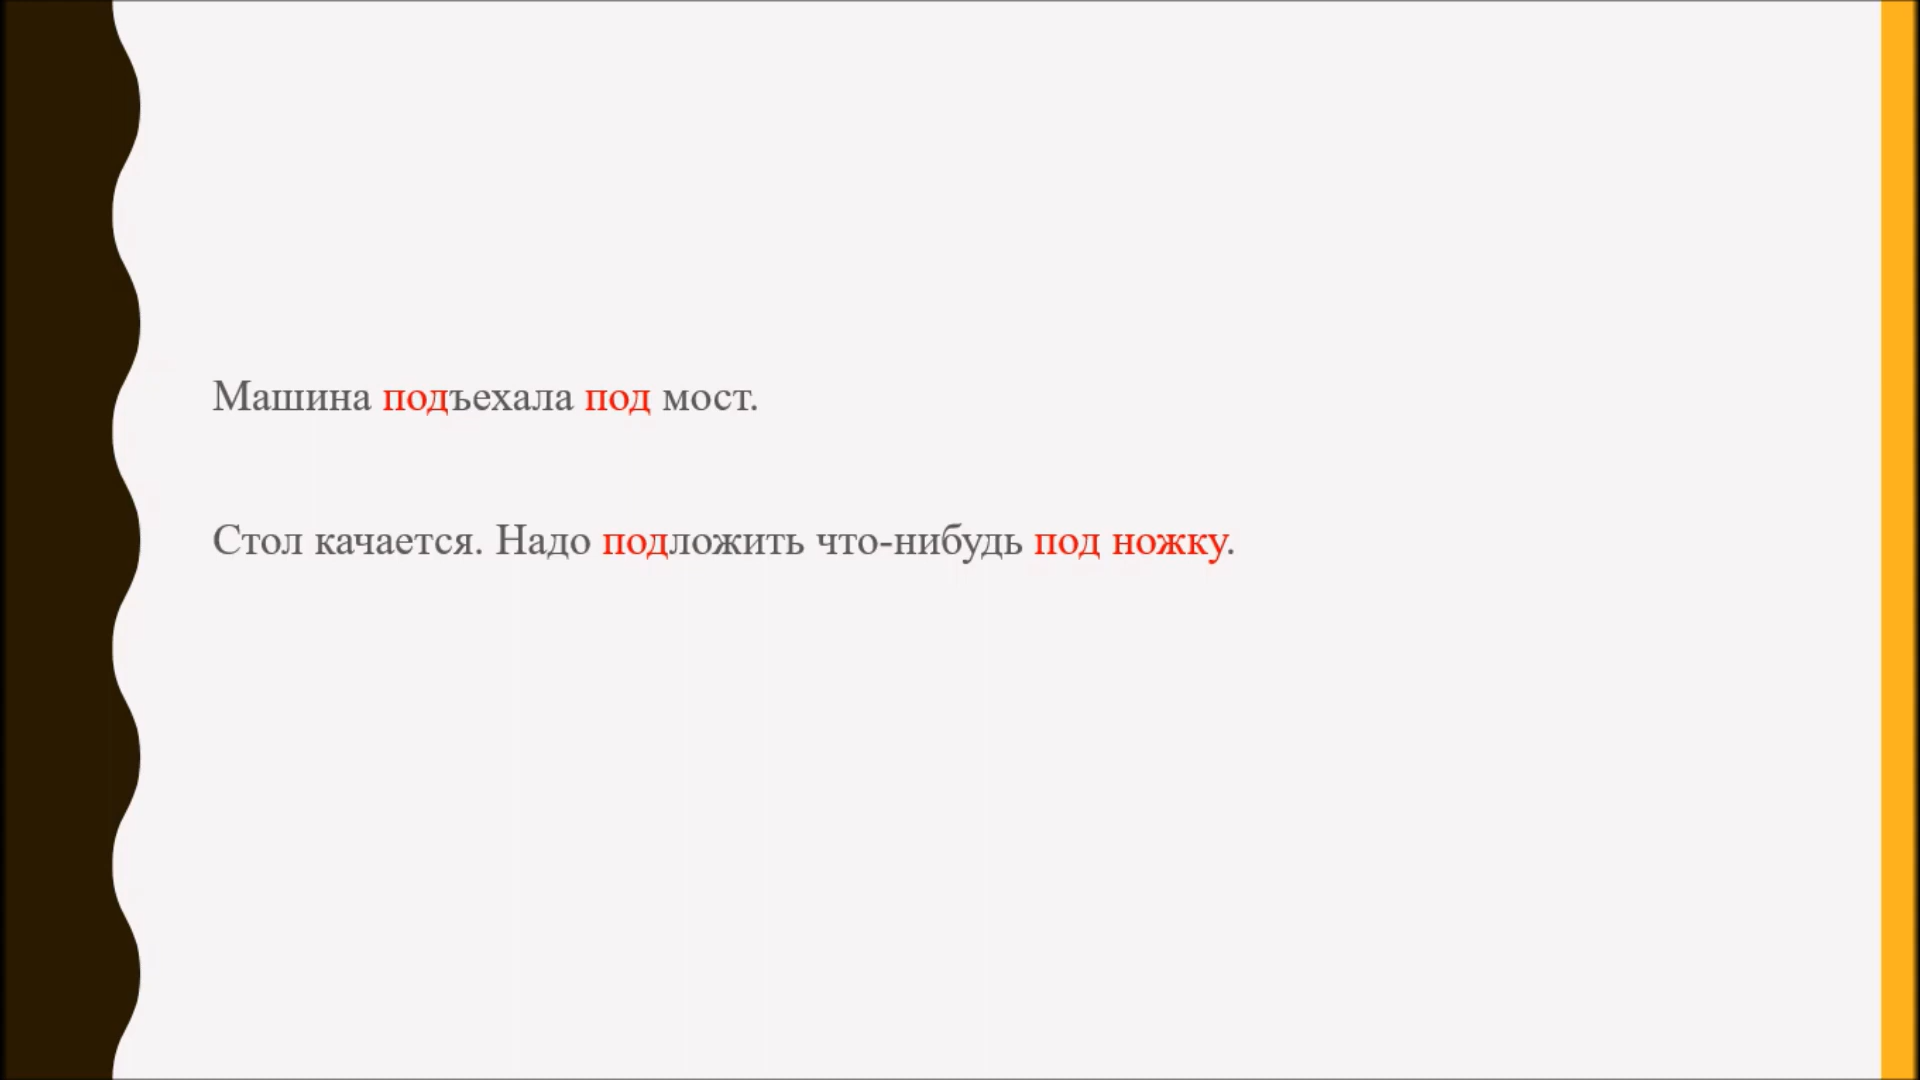 Машина подъехала под мост.
Стол качается. Надо подложить что-нибудь под ножку.